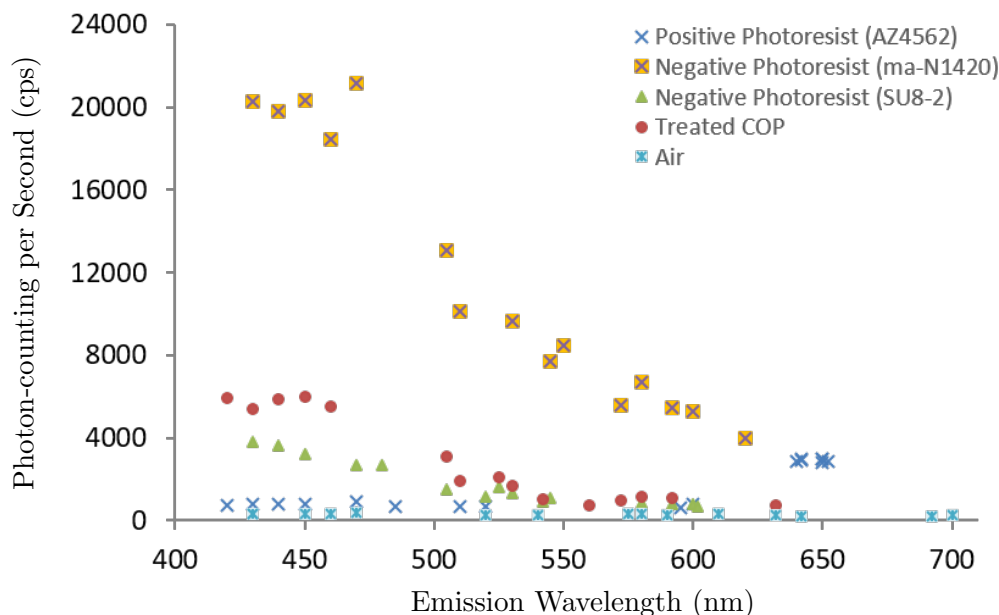 24000
20000
16000
12000
8000
4000
0
Photon-counting per Second (cps)
Positive Photoresist (AZ4562)
Negative Photoresist (ma-N1420)
Negative Photoresist (SU8-2)
Treated COP
Air
400 450 500 550 600 650 700
Emission Wavelength (nm)